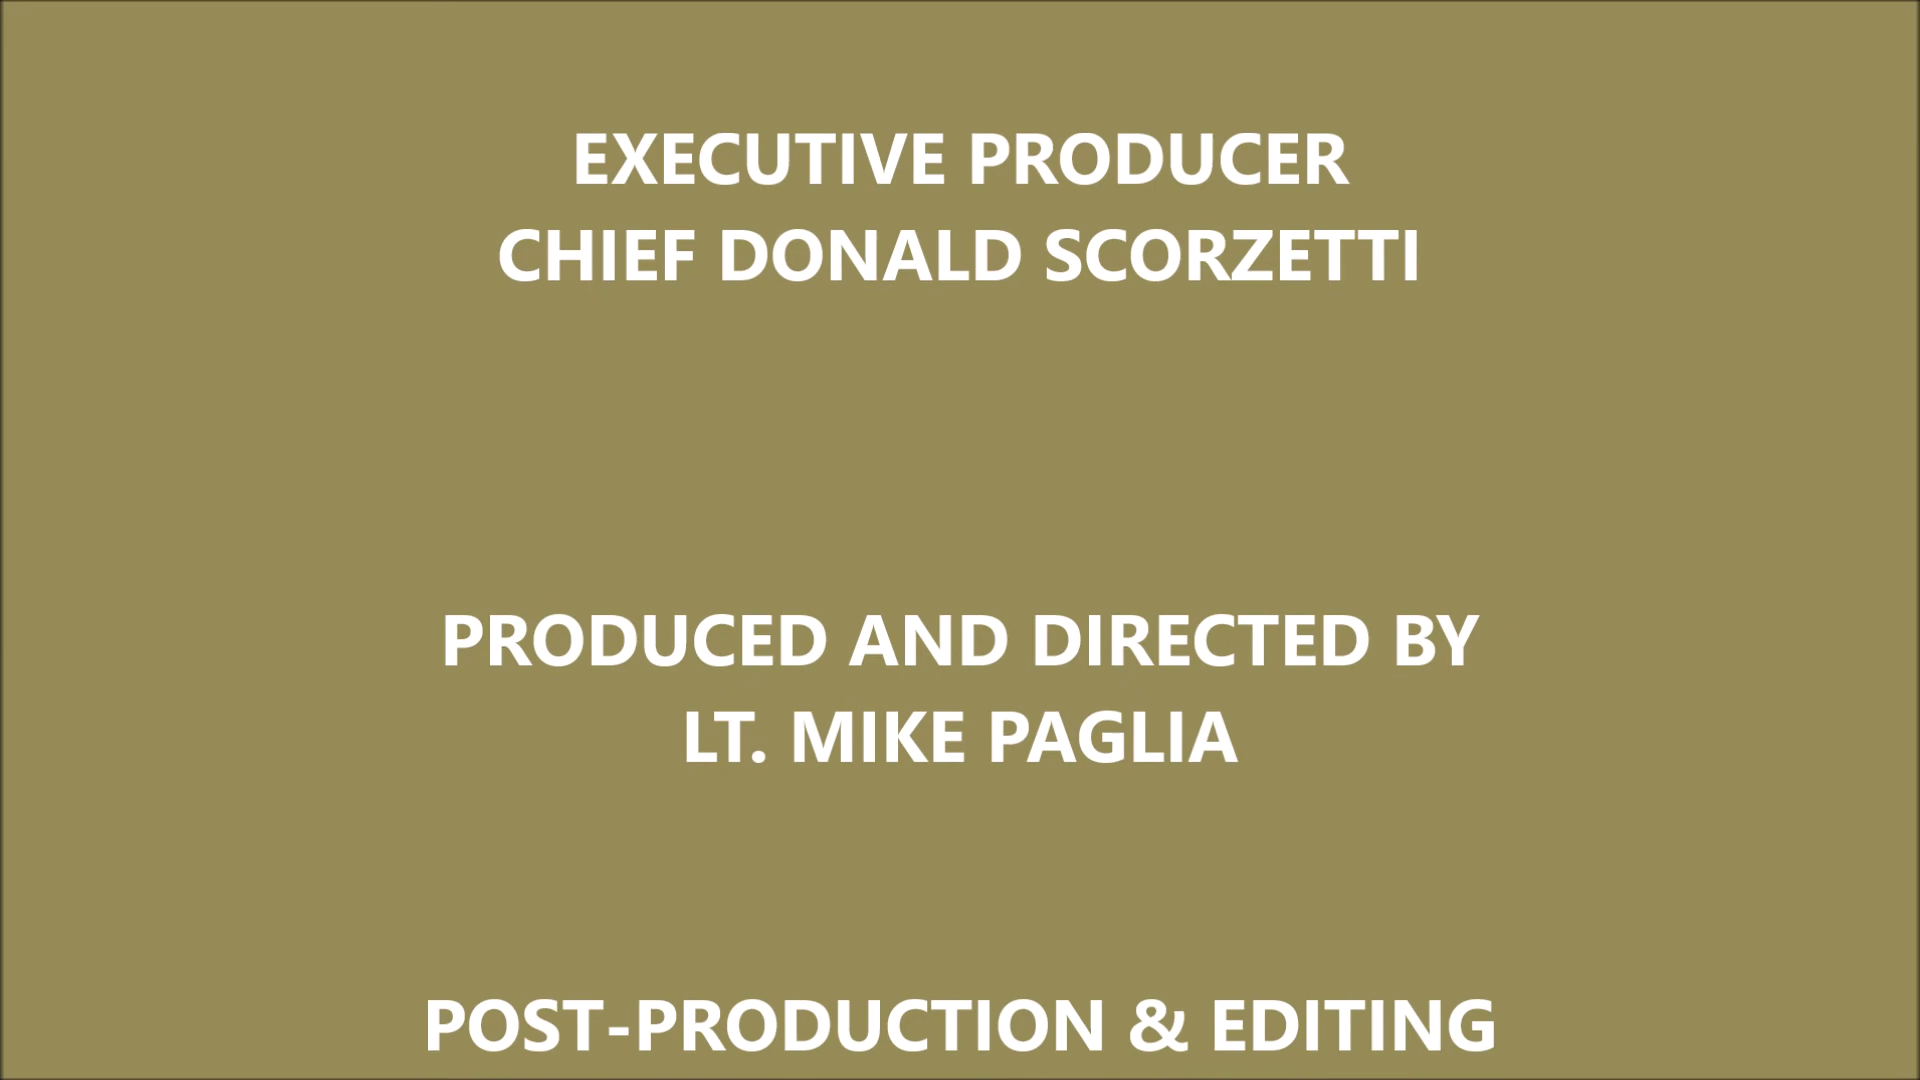 EXECUTIVE PRODUCER
CHIEF DONALD SCORZETTI
PRODUCED AND DIRECTED BY
LT. MIKE PAGLIA
POST-PRODUCTION & EDITING